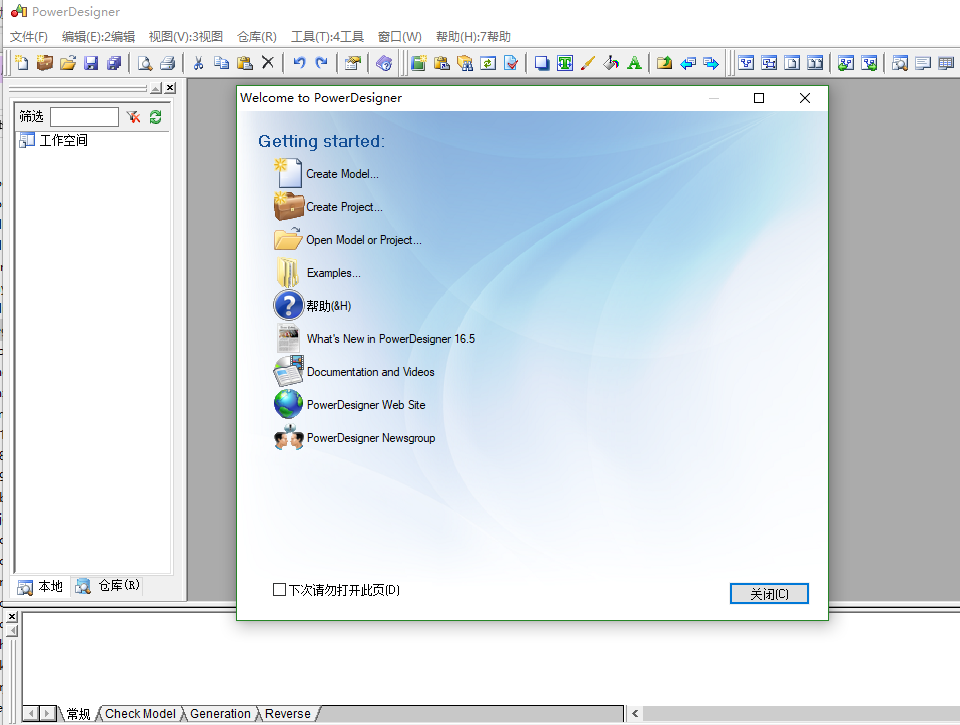 PowerDesigner
文件(F) 编辑(E):2编辑 视图(V):3视图 仓库(R) 工具(T):4工具 窗口(W) 帮助(H):7帮助
筛选
工作空间
Welcome to PowerDesigner
Getting started:
Create Model...
Create Project...
Open Model or Project...
Examples...
帮助(&H)
What's New in PowerDesigner 16.5
Documentation and Videos
PowerDesigner Web Site
PowerDesigner Newsgroup
下次请勿打开此页(D)
关闭(C)
本地 仓库(R)
常规 Check Model Generation Reverse